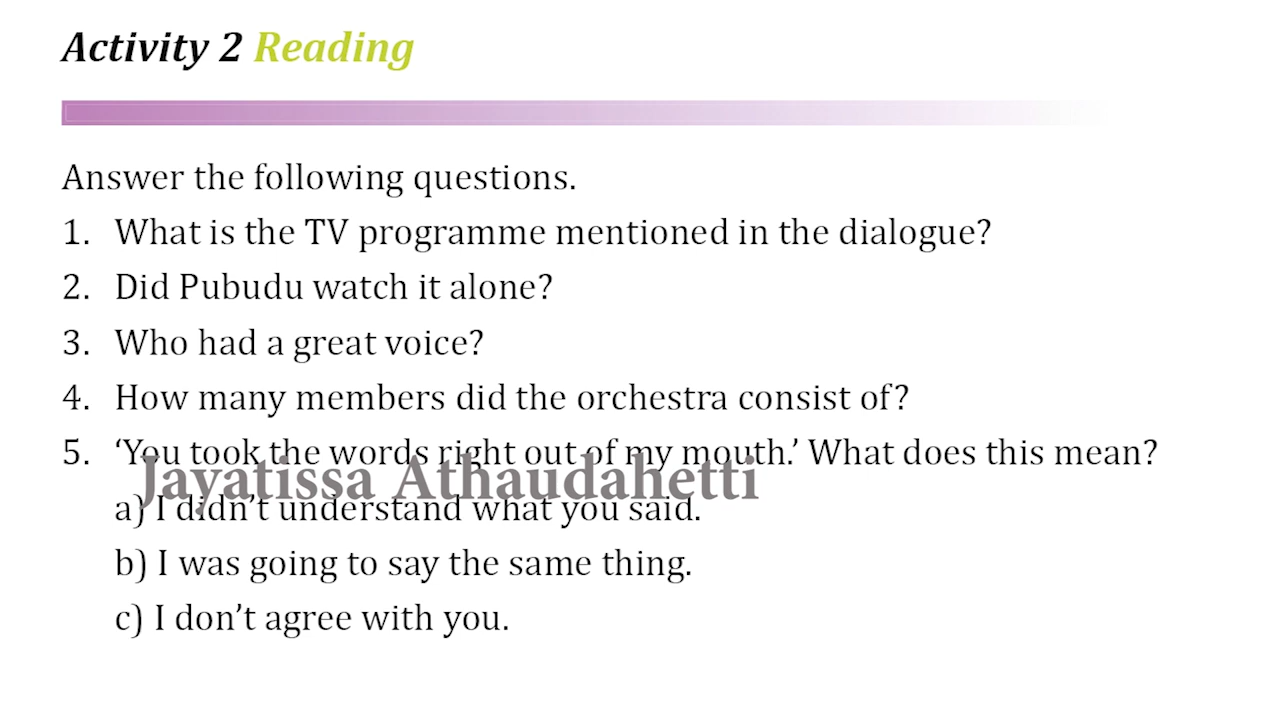 Activity 2 Reading
Answer the following questions.
1. What is the TV programme mentioned in the dialogue?
2. Did Pubudu watch it alone?
3. Who had a great voice?
4. How many members did the orchestra consist of?
5. ‘You took the words right out of my mouth.’ What does this mean?
Jayatissa Athaudahetti
a) I didn’t understand what you said.
b) I was going to say the same thing.
c) I don’t agree with you.